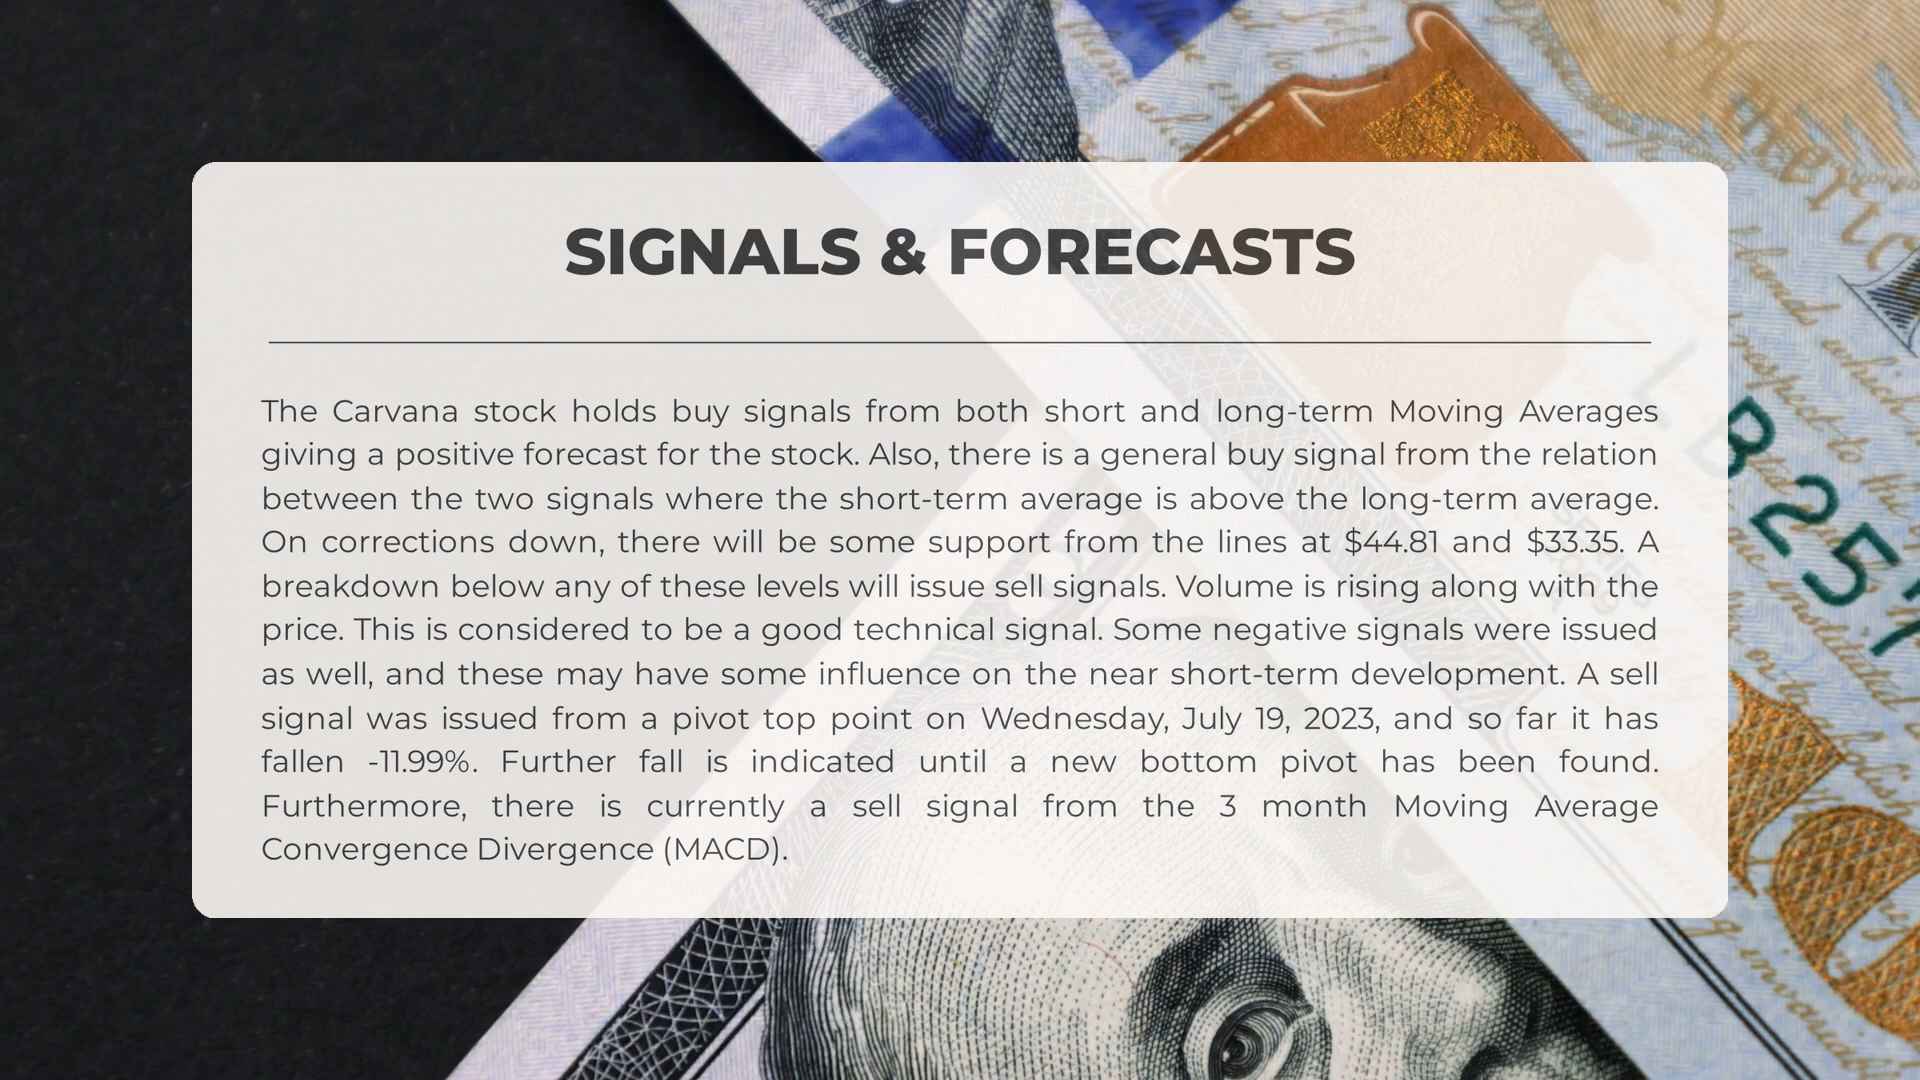 SIGNALS & FORECASTS
The Carvana stock holds buy signals from both short and long-term Moving Averages
giving a positive forecast for the stock. Also, there is a general buy signal from the relation
between the two signals where the short-term average is above the long-term average.
On corrections down, there will be some support from the lines at $44.81 and $33.35. A
breakdown below any of these levels will issue sell signals. Volume is rising along with the
price. This is considered to be a good technical signal. Some negative signals were issued
as well, and these may have some influence on the near short-term development. A sell
signal was issued from a pivot top point on Wednesday, July 19, 2023, and so far it has
fallen -11.99%. Further fall is indicated until a new bottom pivot has been found.
Furthermore, there is currently a sell signal from the 3 month Moving Average
Convergence Divergence (MACD).